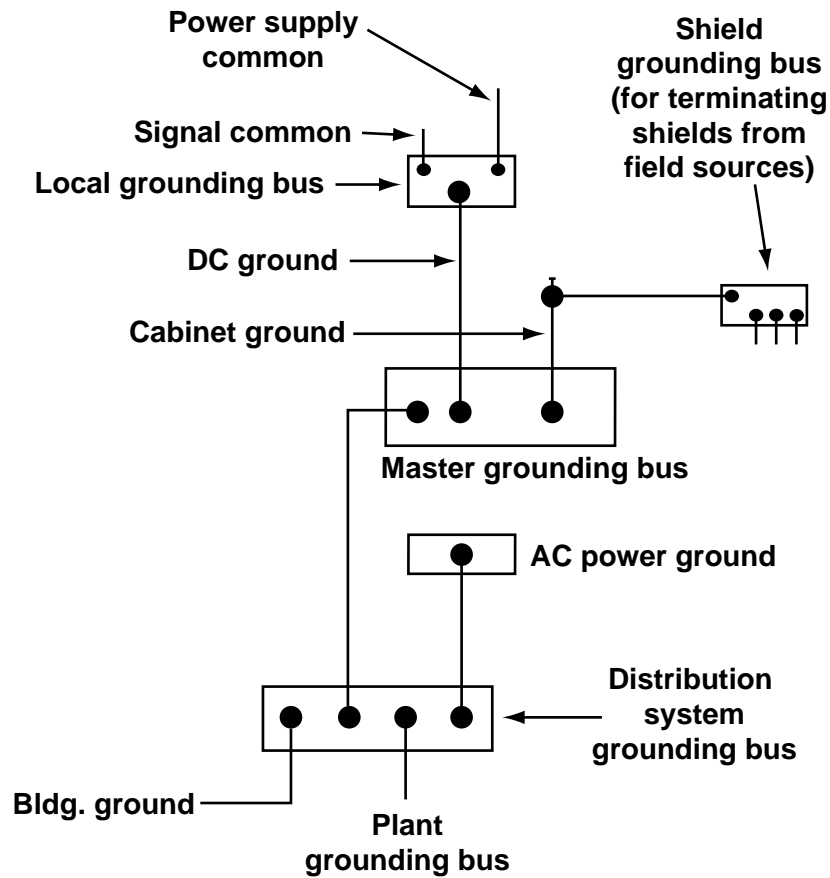 Power supply
common
Shield
grounding bus
(for terminating
shields from
field sources)
Signal common
Local grounding bus
DC ground
Cabinet ground
Master grounding bus
AC power ground
Distribution
system
grounding bus
Bldg. ground
Plant
grounding bus